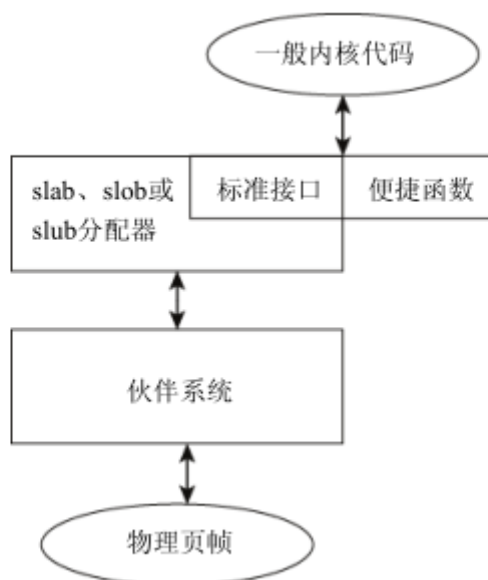 一般内核代码
slab、slob或
slub分配器
标准接口
便捷函数
伙伴系统
物理页帧